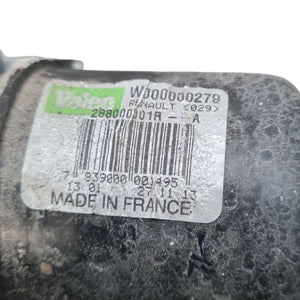 Valeo W000000279
RENAULT <029>
288000001R--A
7 839000 001495
13:01 27.11.13
MADE IN FRANCE